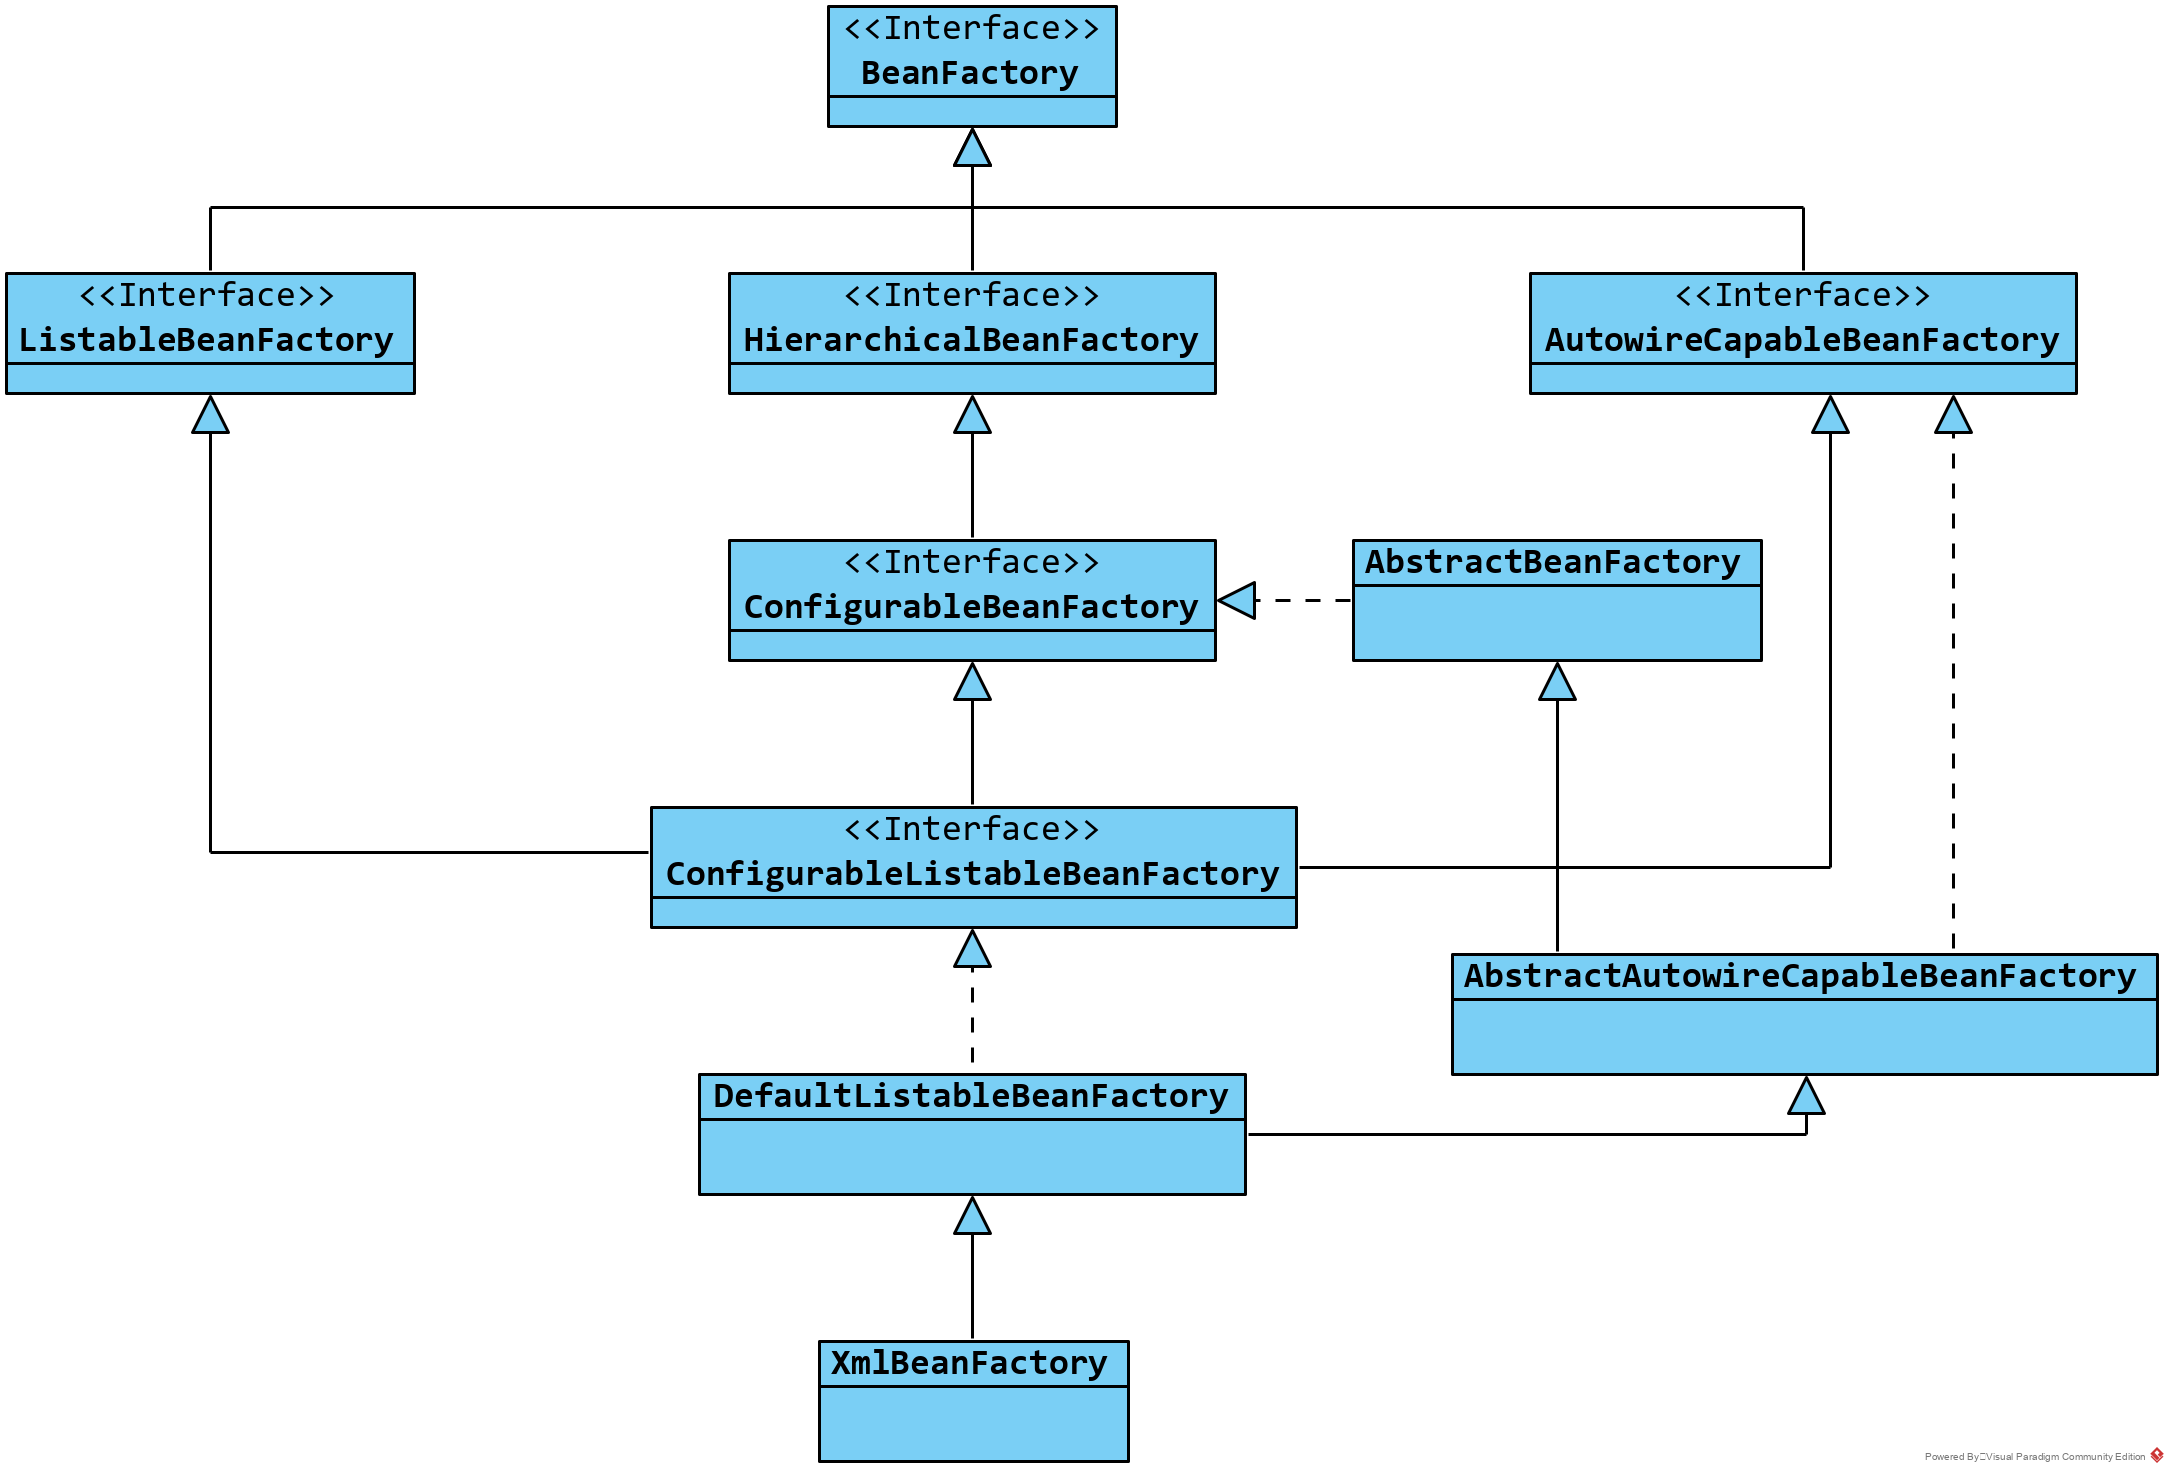 <<Interface>>
BeanFactory
<<Interface>>
ListableBeanFactory
<<Interface>>
HierarchicalBeanFactory
<<Interface>>
AutowireCapableBeanFactory
<<Interface>>
ConfigurableBeanFactory
AbstractBeanFactory
<<Interface>>
ConfigurableListableBeanFactory
AbstractAutowireCapableBeanFactory
DefaultListableBeanFactory
XmlBeanFactory
Powered By Visual Paradigm Community Edition